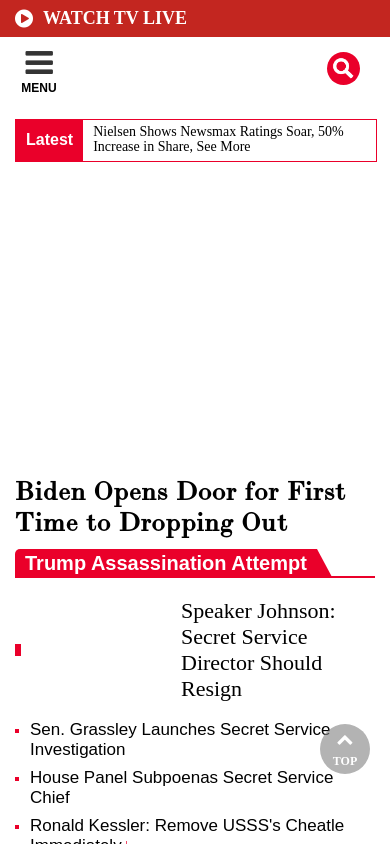 WATCH TV LIVE
MENU
Latest
Nielsen Shows Newsmax Ratings Soar, 50%
Increase in Share, See More
Biden Opens Door for First
Time to Dropping Out
Trump Assassination Attempt
Speaker Johnson:
Secret Service
Director Should
Resign
Sen. Grassley Launches Secret Service
Investigation
House Panel Subpoenas Secret Service
Chief
Ronald Kessler: Remove USSS's Cheatle
Immediately
TOP